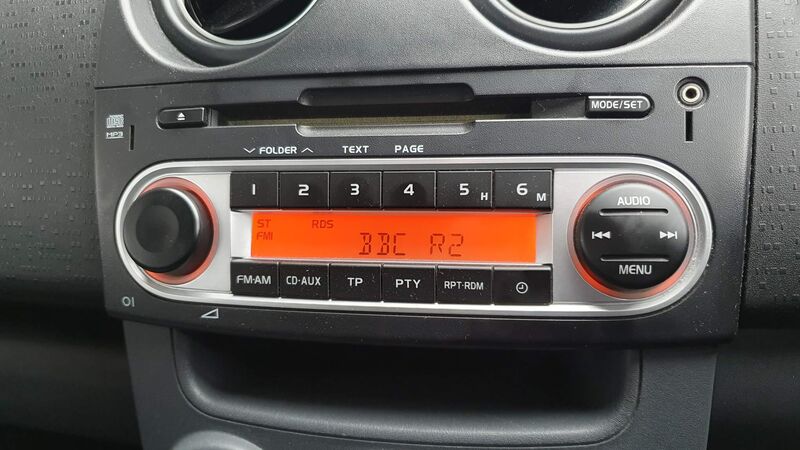 MODE/SET
MP3
FOLDER TEXT PAGE
1 2 3 4 5 H 6 M
AUDIO
ST RDS
FM1
BBC R2
MENU
FM·AM CD·AUX TP PTY RPT·RDM